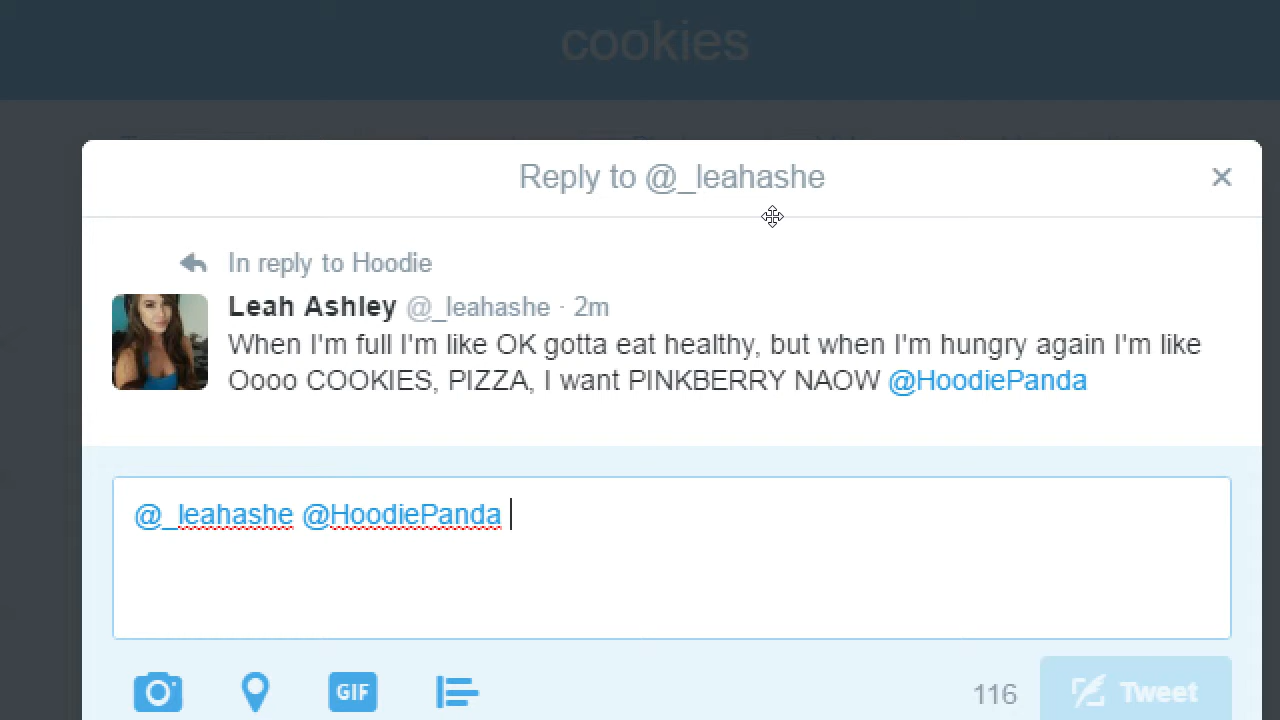 cookies
Reply to @_leahashe
In reply to Hoodie
Leah Ashley @_leahashe · 2m
When I'm full I'm like OK gotta eat healthy, but when I'm hungry again I'm like
Oooo COOKIES, PIZZA, I want PINKBERRY NAOW @HoodiePanda
@_leahashe @HoodiePanda
GIF
116
Tweet